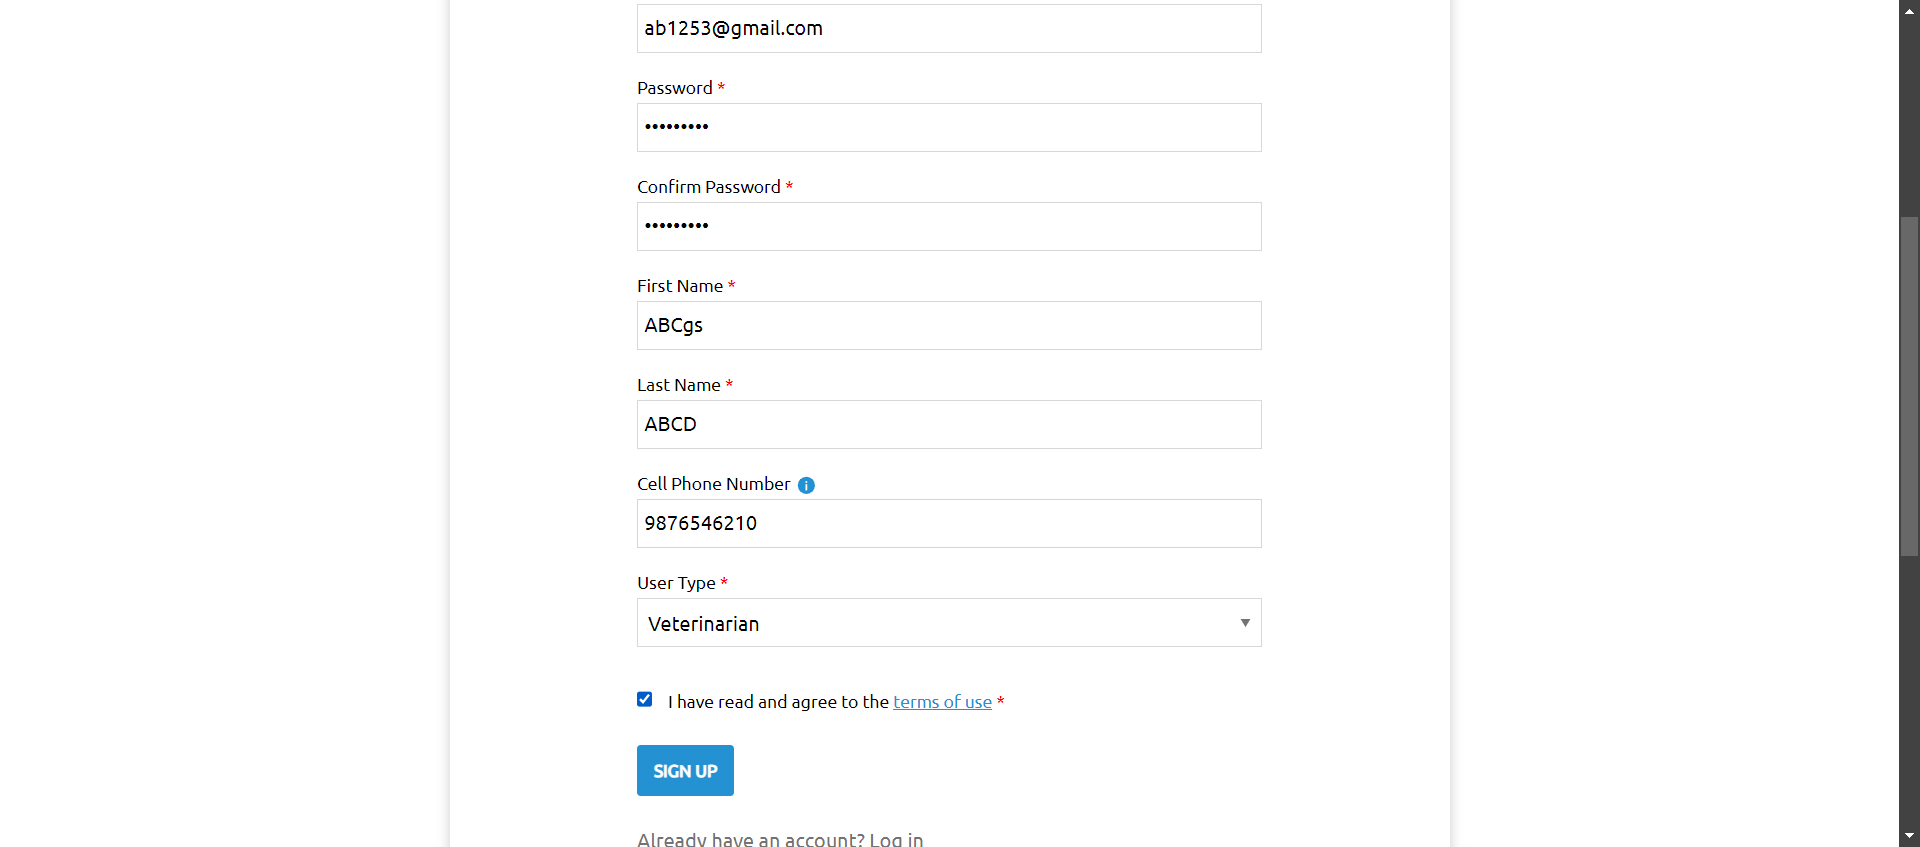 ab1253@gmail.com
Password *
•••••••••
Confirm Password *
•••••••••
First Name *
ABCgs
Last Name *
ABCD
Cell Phone Number i
9876546210
User Type *
Veterinarian
I have read and agree to the terms of use *
SIGN UP
Already have an account? Log in